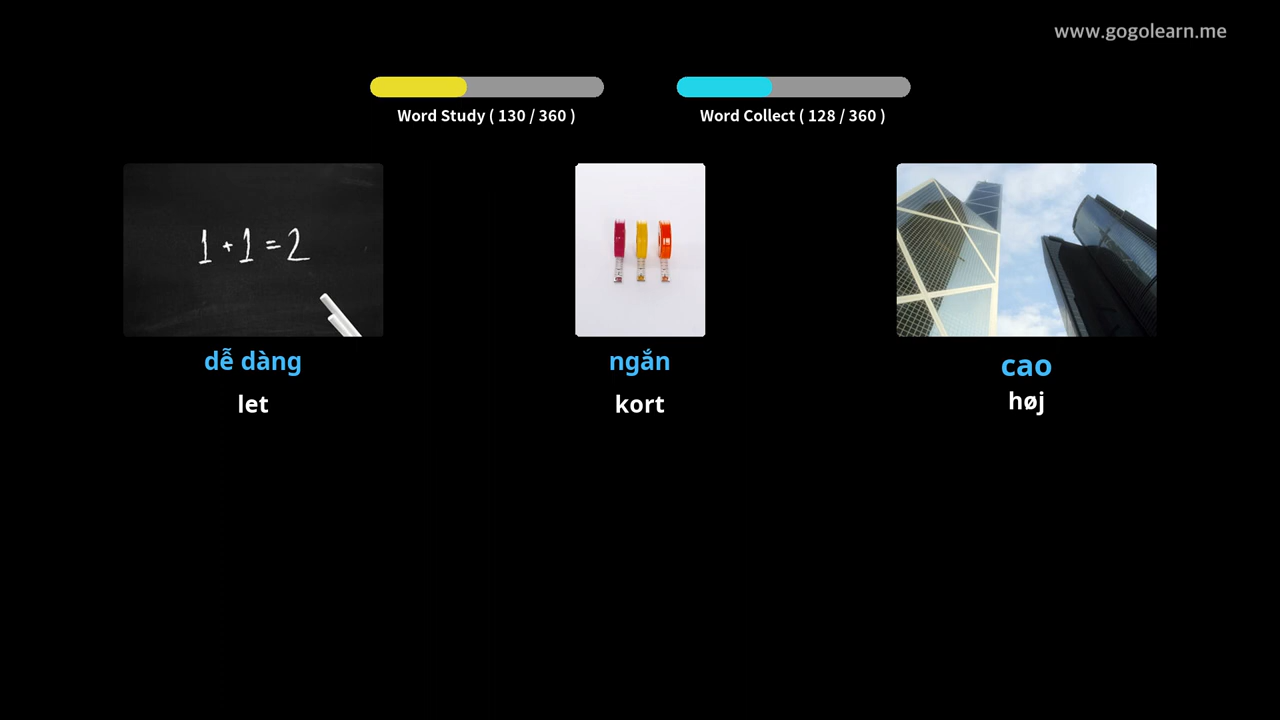 www.gogolearn.me
Word Study ( 130 / 360 )
Word Collect ( 128 / 360 )
1 + 1 = 2
dễ dàng
ngắn
cao
let
kort
høj